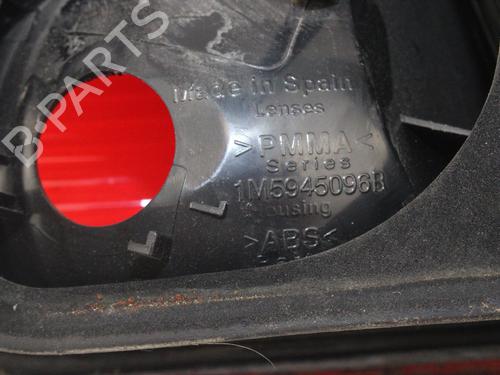 B-PARTS
Made in Spain
Lenses
>PMMA<
Series
1M5945096B
Housing
>ABS<
L
L